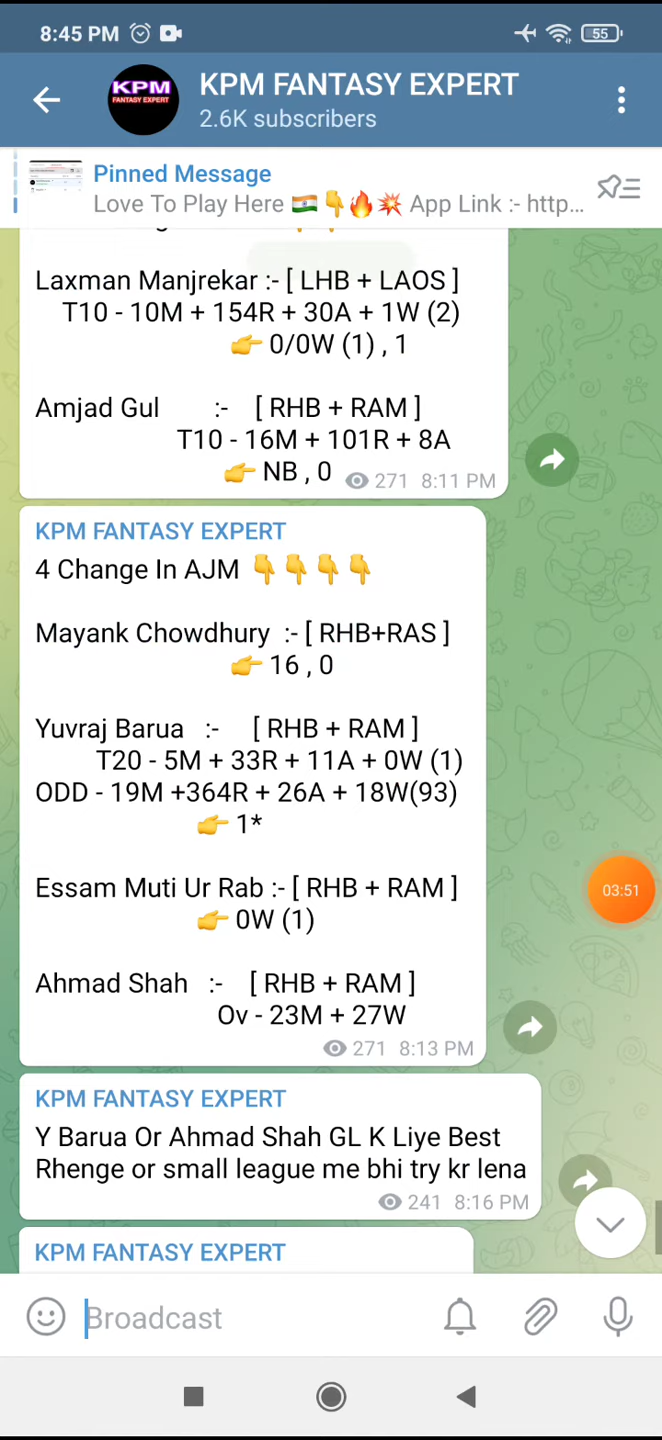 8:45 PM
55
KPM
FANTASY EXPERT
KPM FANTASY EXPERT
2.6K subscribers
Pinned Message
Love To Play Here 🇮🇳👇🔥💥 App Link :- http...
Laxman Manjrekar :- [ LHB + LAOS ]
T10 - 10M + 154R + 30A + 1W (2)
👉 0/0W (1) , 1
Amjad Gul :- [ RHB + RAM ]
T10 - 16M + 101R + 8A
👉 NB , 0
271 8:11 PM
KPM FANTASY EXPERT
4 Change In AJM 👇👇👇👇
Mayank Chowdhury :- [ RHB+RAS ]
👉 16 , 0
Yuvraj Barua :- [ RHB + RAM ]
T20 - 5M + 33R + 11A + 0W (1)
ODD - 19M +364R + 26A + 18W(93)
👉 1*
Essam Muti Ur Rab :- [ RHB + RAM ]
👉 0W (1)
Ahmad Shah :- [ RHB + RAM ]
Ov - 23M + 27W
271 8:13 PM
03:51
KPM FANTASY EXPERT
Y Barua Or Ahmad Shah GL K Liye Best
Rhenge or small league me bhi try kr lena
241 8:16 PM
KPM FANTASY EXPERT
Broadcast